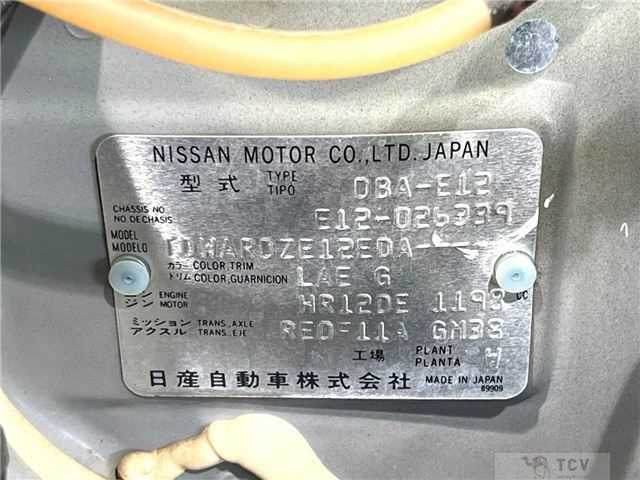 NISSAN MOTOR CO.,LTD. JAPAN
型式 TYPE TIPO DBA-E12
CHASSIS NO NO DE CHASIS E12-026339
MODEL MODELO TDMARDZE12EDA-----
カラー トリム COLOR,TRIM COLOR,GUARNICION LAE G
ジン ENGINE MOTOR HR12DE 1198 CC
ミッション アクスル TRANS.AXLE TRANS.EJE RE0F11A GM38
工場 PLANT PLANTA H
日産自動車株式会社 MADE IN JAPAN
89909
TCV